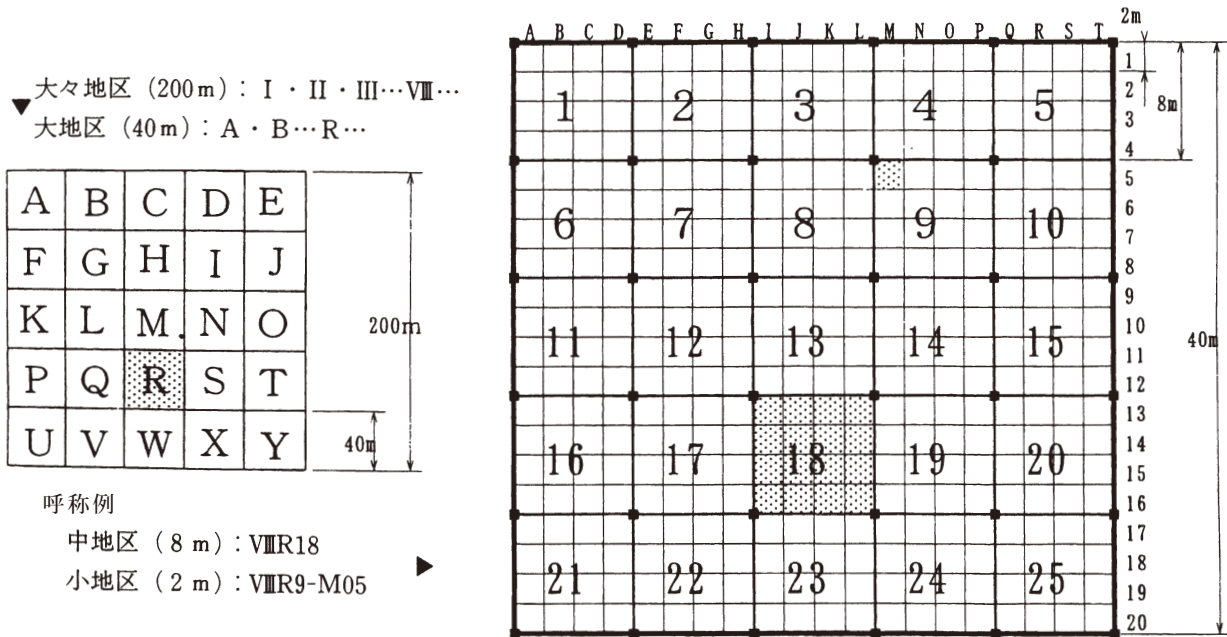 ▼大々地区（200m）：Ⅰ・Ⅱ・Ⅲ…Ⅷ…
大地区（40m）：A・B…R…
A B C D E
F G H I J
K L M N O
P Q R S T
U V W X Y
200m
40m
呼称例
中地区（8m）：ⅧR18
小地区（2m）：ⅧR9-M05
▶
A B C D E F G H I J K L M N O P Q R S T
2m
1 2 3 4 5
6 7 8 9 10
11 12 13 14 15
16 17 18 19 20
21 22 23 24 25
1
2
3
4
5
6
7
8
9
10
11
12
13
14
15
16
17
18
19
20
8m
40m